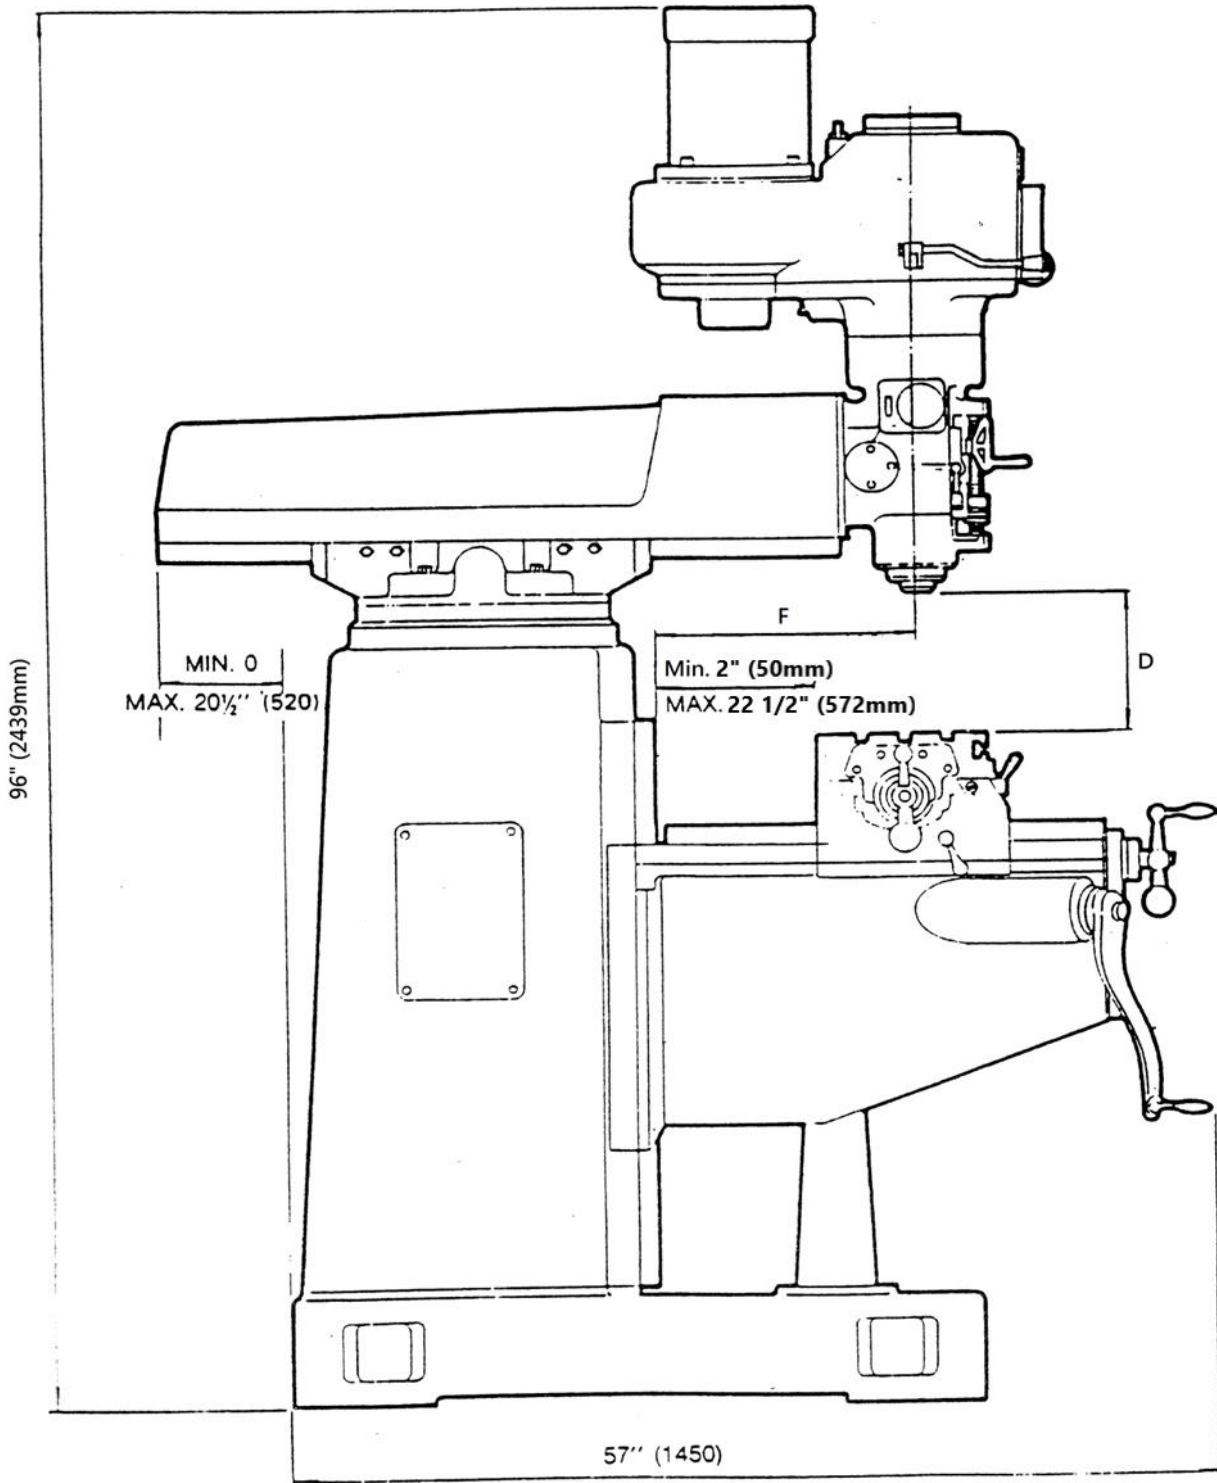 F
MIN. 0
Min. 2" (50mm)
D
MAX. 20½'' (520)
MAX. 22 1/2" (572mm)
96" (2439mm)
57'' (1450)